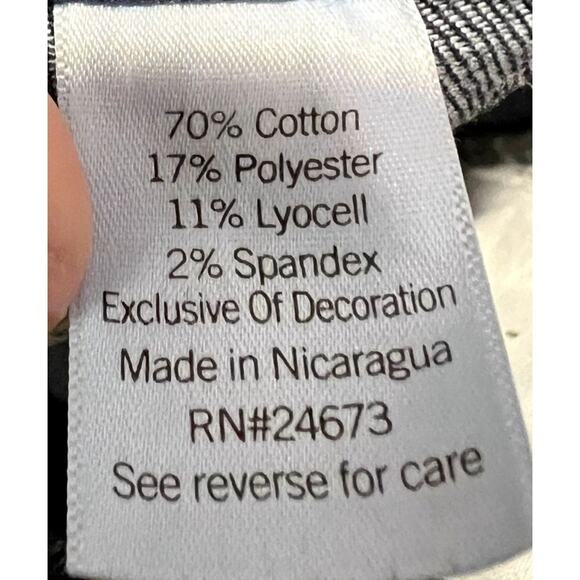 70% Cotton
17% Polyester
11% Lyocell
2% Spandex
Exclusive Of Decoration
Made in Nicaragua
RN#24673
See reverse for care